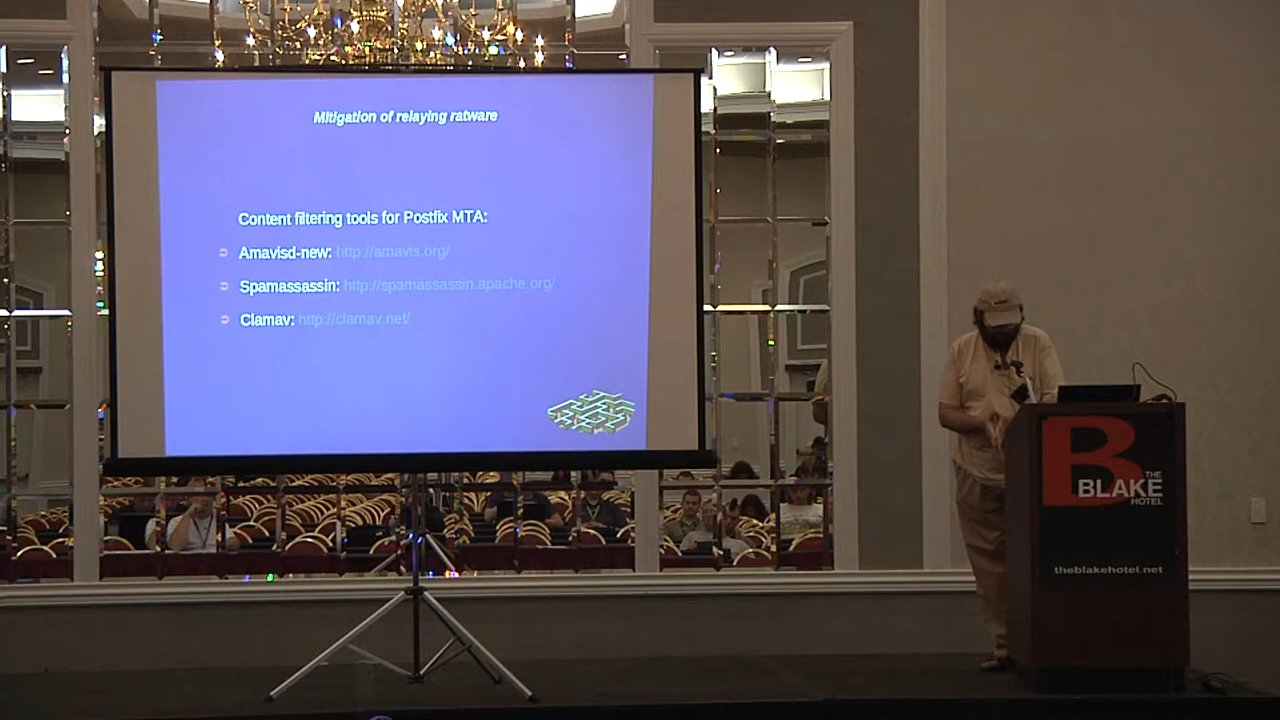 Mitigation of relaying ratware
Content filtering tools for Postfix MTA:
Amavisd-new: http://amavis.org/
Spamassassin: http://spamassassin.apache.org/
Clamav: http://clamav.net/
B THE
BLAKE
HOTEL
theblakehotel.net